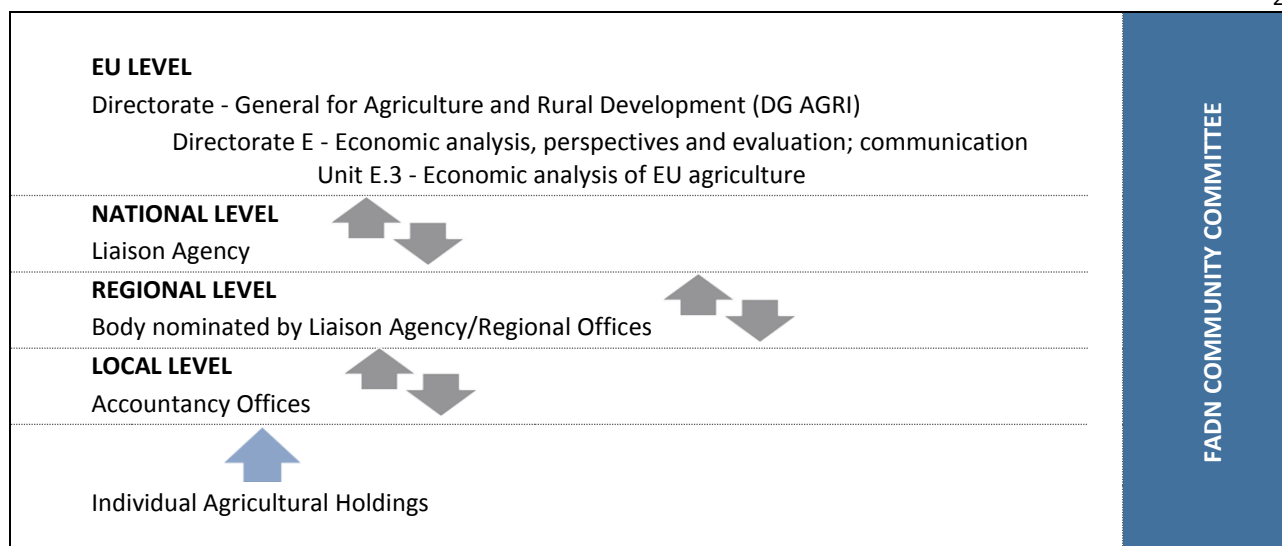 EU LEVEL
Directorate - General for Agriculture and Rural Development (DG AGRI)
Directorate E - Economic analysis, perspectives and evaluation; communication
Unit E.3 - Economic analysis of EU agriculture
NATIONAL LEVEL
Liaison Agency
REGIONAL LEVEL
Body nominated by Liaison Agency/Regional Offices
LOCAL LEVEL
Accountancy Offices
Individual Agricultural Holdings
FADN COMMUNITY COMMITTEE